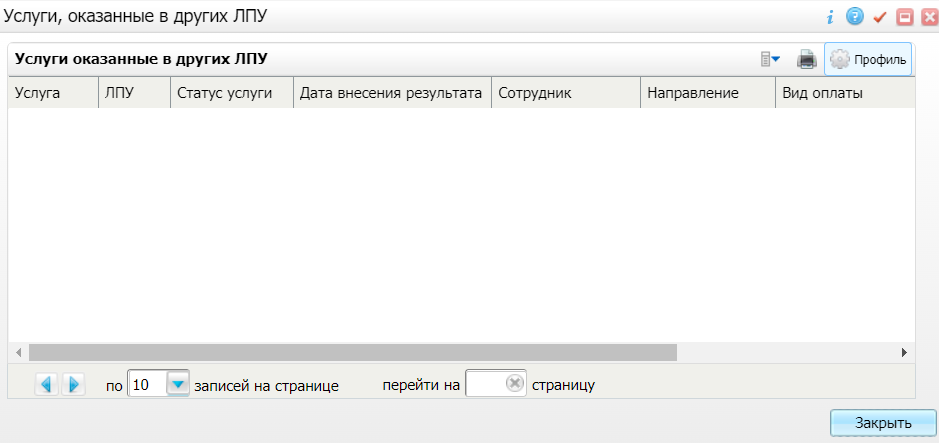 Услуги, оказанные в других ЛПУ
Услуги оказанные в других ЛПУ
Профиль
Услуга ЛПУ Статус услуги Дата внесения результата Сотрудник Направление Вид оплаты
по 10 записей на странице перейти на страницу
Закрыть